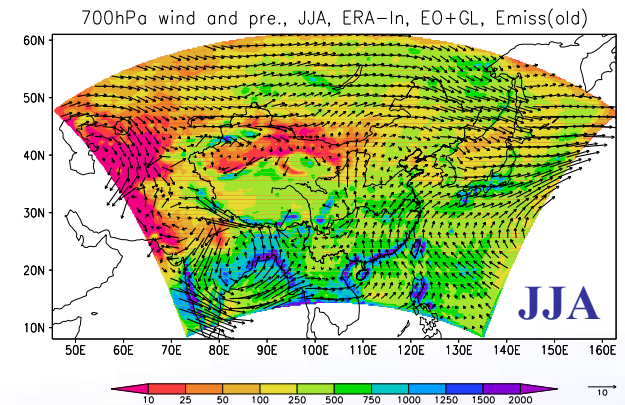 700hPa wind and pre., JJA, ERA-In, EO+GL, Emiss(old)
60N
50N
40N
30N
20N
10N
JJA
50E 60E 70E 80E 90E 100E 110E 120E 130E 140E 150E 160E
10 25 50 100 250 500 750 1000 1250 1500 2000
10